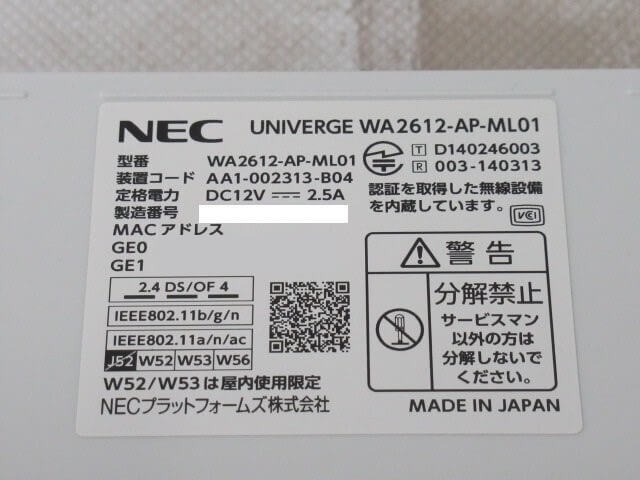 NEC UNIVERGE WA2612-AP-ML01
型番 WA2612-AP-ML01
装置コード AA1-002313-B04
定格電力 DC12V 2.5A
製造番号
MACアドレス
GE0
GE1
2.4 DS/OF 4
IEEE802.11b/g/n
IEEE802.11a/n/ac
J52 W52 W53 W56
W52/W53は屋内使用限定
NECプラットフォームズ株式会社
T D140246003
R 003-140313
認証を取得した無線設備
を内蔵しています。
VCI
警告
分解禁止
サービスマン
以外の方は
分解しないで
ください。
MADE IN JAPAN